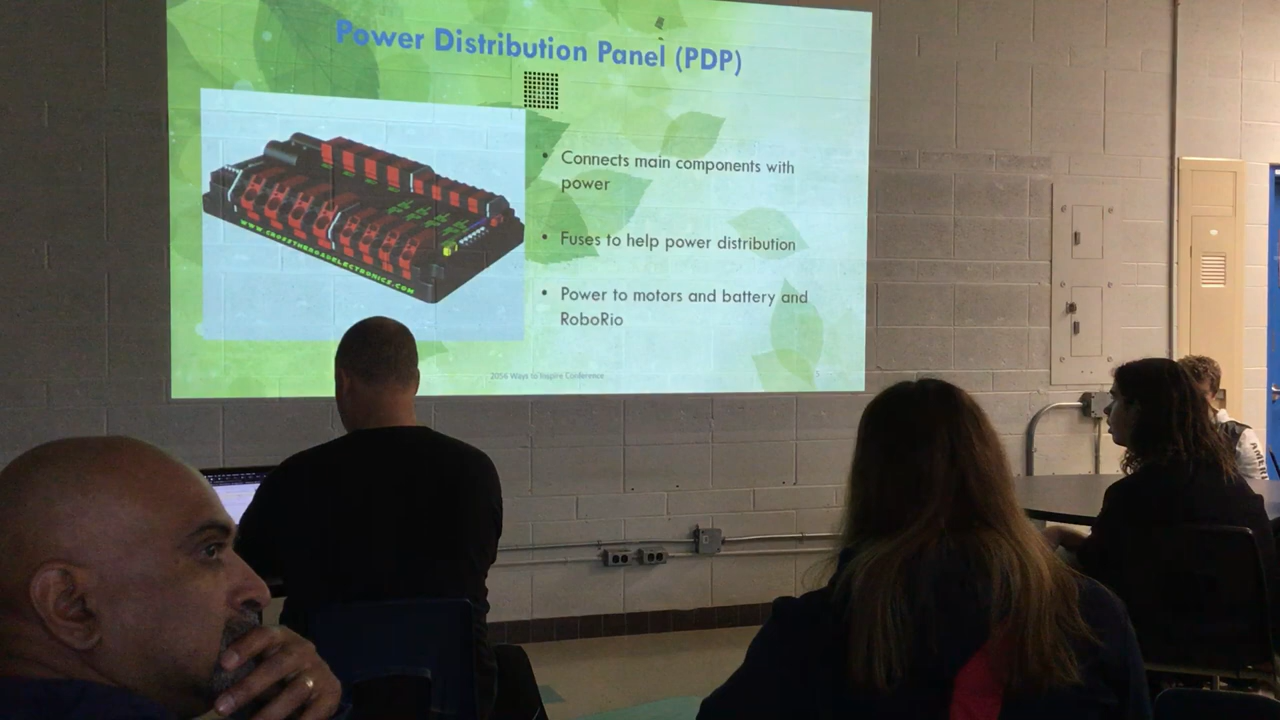 Power Distribution Panel (PDP)
• Connects main components with
power
• Fuses to help power distribution
• Power to motors and battery and
RoboRio
WWW.CROSSTHEROADELECTRONICS.COM
2056 Ways to Inspire Conference
5